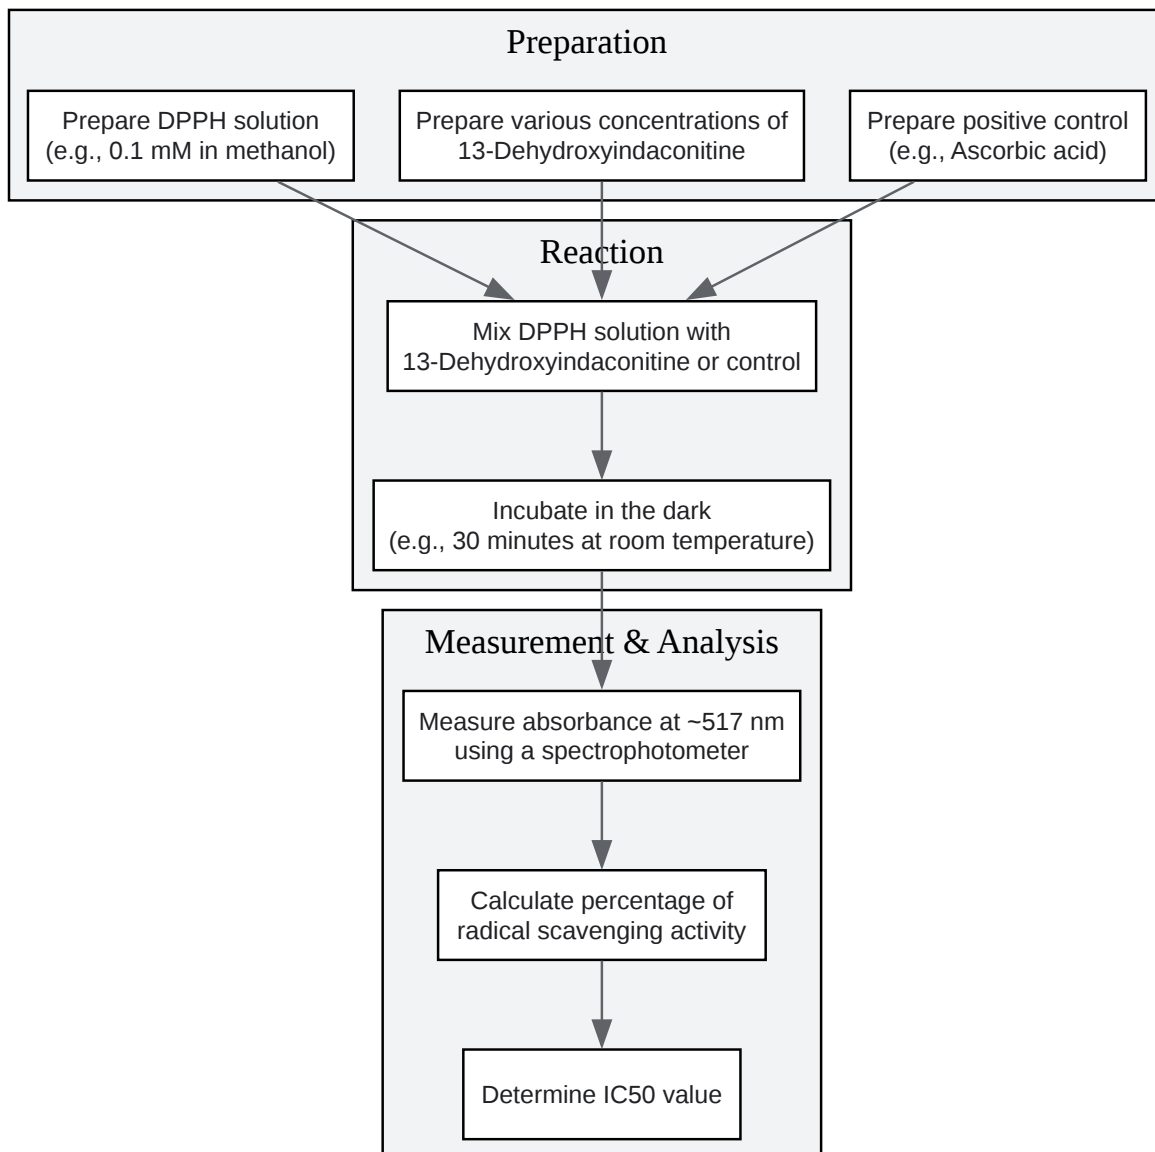 Preparation
Prepare DPPH solution
(e.g., 0.1 mM in methanol)
Prepare various concentrations of
13-Dehydroxyindaconitine
Prepare positive control
(e.g., Ascorbic acid)
Reaction
Mix DPPH solution with
13-Dehydroxyindaconitine or control
Incubate in the dark
(e.g., 30 minutes at room temperature)
Measurement & Analysis
Measure absorbance at ~517 nm
using a spectrophotometer
Calculate percentage of
radical scavenging activity
Determine IC50 value